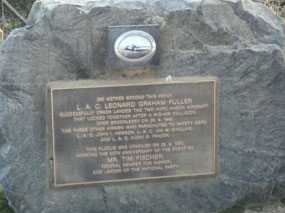 200 METRES BEYOND THIS POINT
L. A. C. LEONARD GRAHAM FULLER
SUCCESSFULLY CRASH LANDED THE TWO AVRO ANSON AIRCRAFT
THAT LOCKED TOGETHER AFTER A MID-AIR COLLISION
OVER BROCKLESBY ON 29. 9. 1940.
THE THREE OTHER AIRMEN WHO PARACHUTED TO SAFETY WERE
L. A. C. JOHN I. HEWSON, L. A. C. IAN M. SINCLAIR,
AND L. A. C. HUGH G. FRASER.
THIS PLAQUE WAS UNVEILED ON 29. 9. 1990,
MARKING THE 50TH ANNIVERSARY OF THE EVENT BY
MR. TIM FISCHER,
FEDERAL MEMBER FOR FARRER
AND LEADER OF THE NATIONAL PARTY